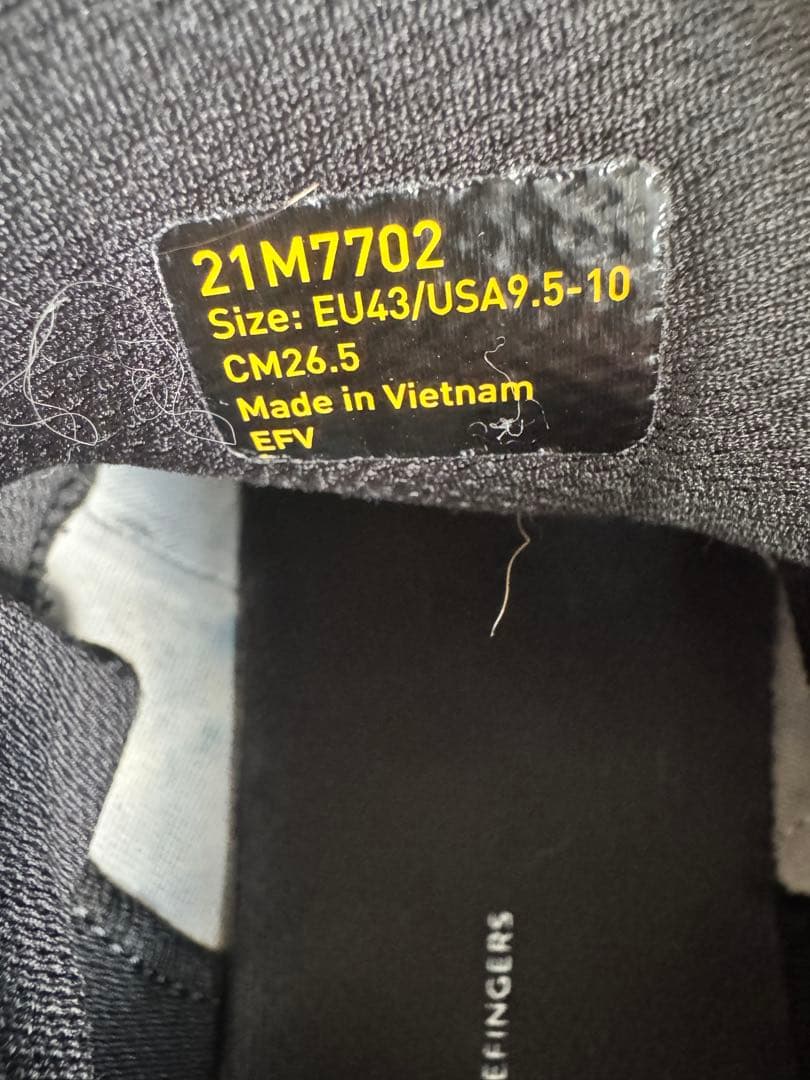 21M7702
Size: EU43/USA9.5-10
CM26.5
Made in Vietnam
EFV
EFINGERS